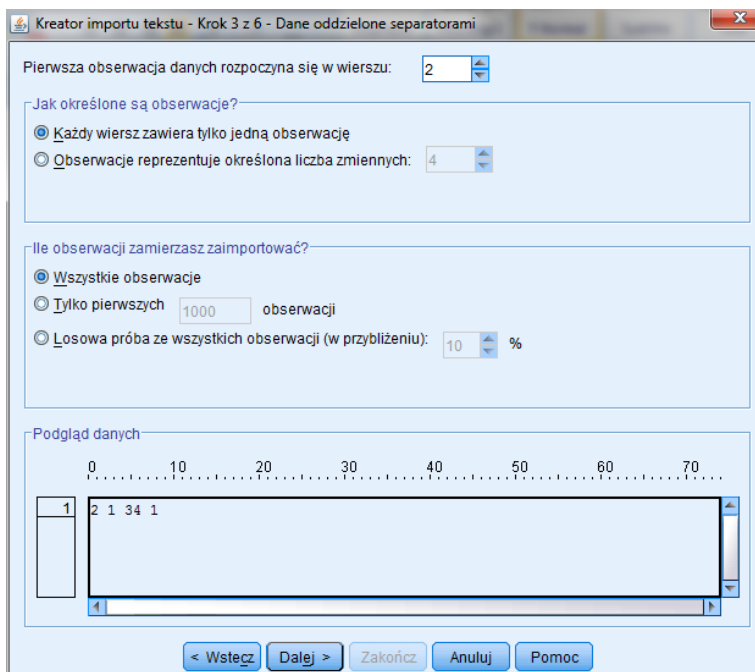 Kreator importu tekstu - Krok 3 z 6 - Dane oddzielone separatorami
Pierwsza obserwacja danych rozpoczyna się w wierszu: 2
Jak określone są obserwacje?
Każdy wiersz zawiera tylko jedną obserwację
Obserwacje reprezentuje określona liczba zmiennych: 4
Ile obserwacji zamierzasz zaimportować?
Wszystkie obserwacje
Tylko pierwszych 1000 obserwacji
Losowa próba ze wszystkich obserwacji (w przybliżeniu): 10 %
Podgląd danych
0 10 20 30 40 50 60 70
1 2 1 34 1
< Wstecz Dalej > Zakończ Anuluj Pomoc